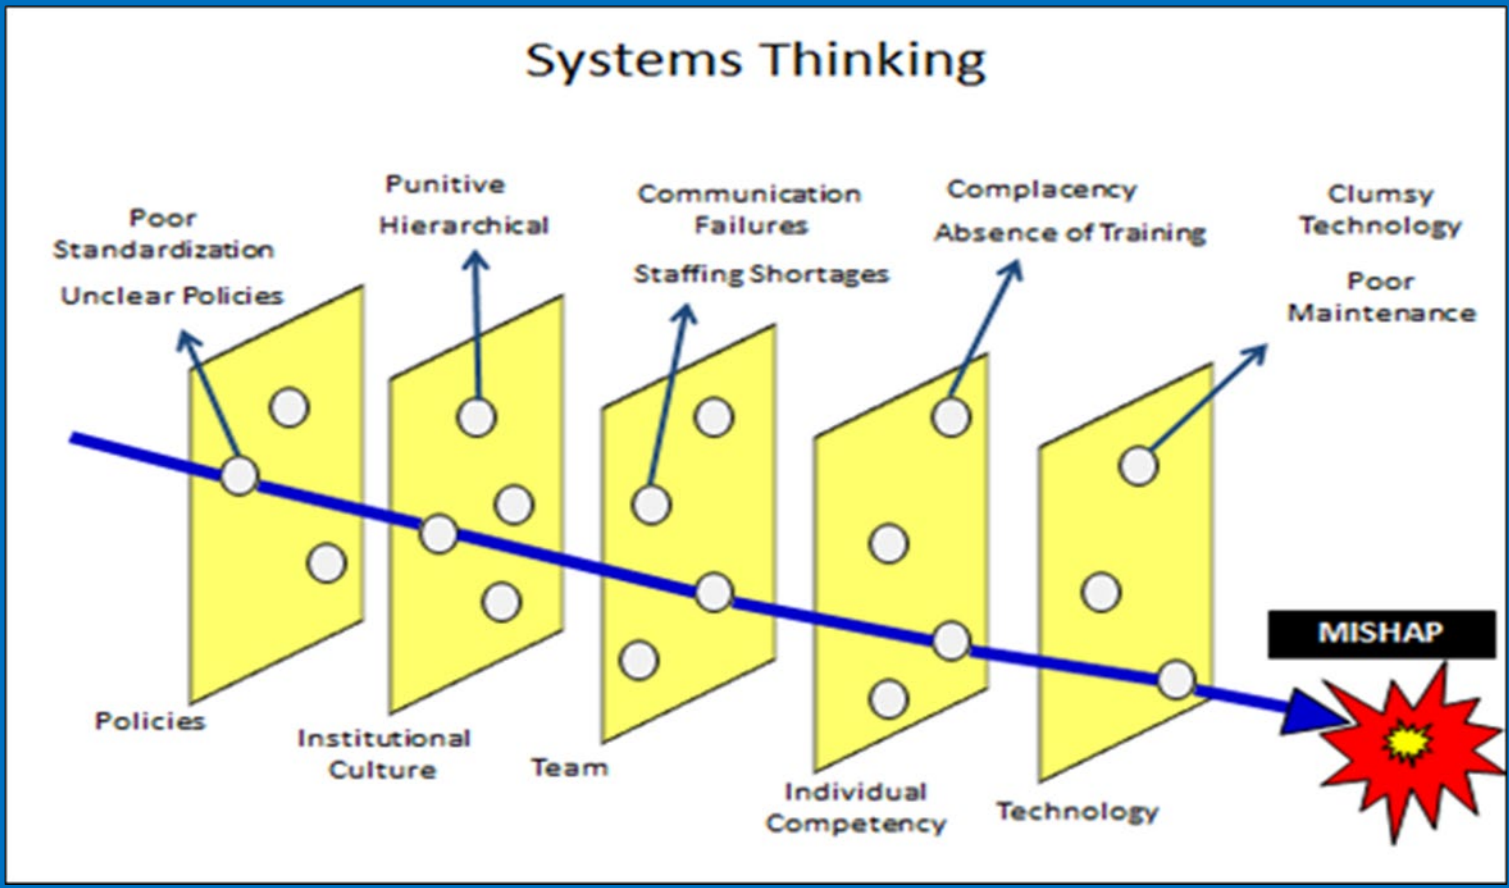 Systems Thinking
Poor
Standardization
Unclear Policies
Punitive
Hierarchical
Communication
Failures
Staffing Shortages
Complacency
Absence of Training
Clumsy
Technology
Poor
Maintenance
MISHAP
Policies
Institutional
Culture
Team
Individual
Competency
Technology